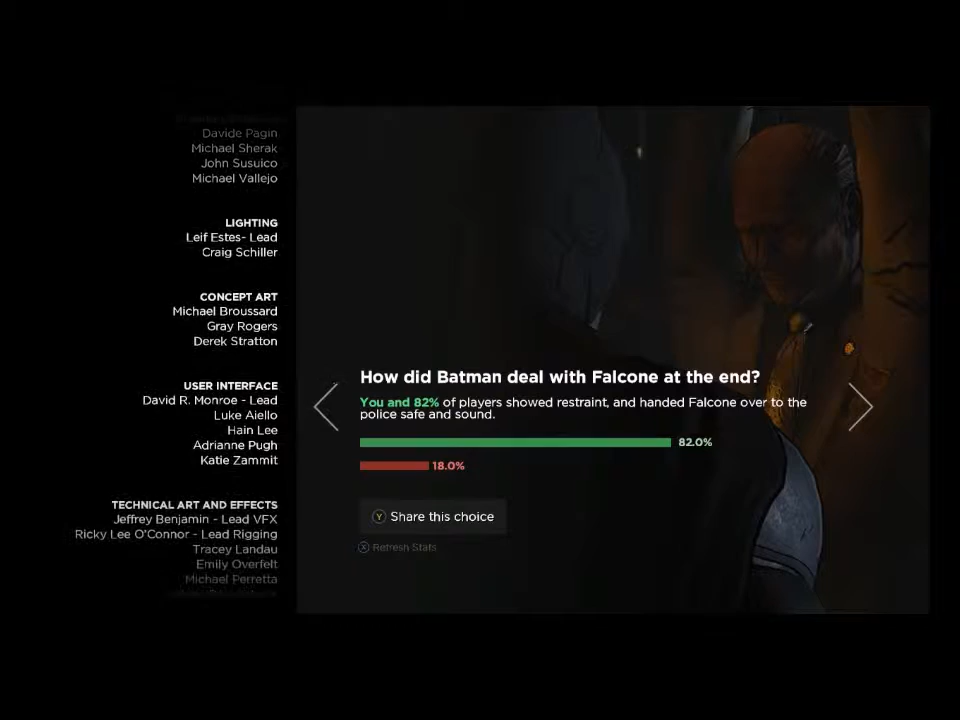 Davide Pagin
Michael Sherak
John Susuico
Michael Vallejo
LIGHTING
Leif Estes- Lead
Craig Schiller
CONCEPT ART
Michael Broussard
Gray Rogers
Derek Stratton
USER INTERFACE
David R. Monroe - Lead
Luke Aiello
Hain Lee
Adrianne Pugh
Katie Zammit
TECHNICAL ART AND EFFECTS
Jeffrey Benjamin - Lead VFX
Ricky Lee O'Connor - Lead Rigging
Tracey Landau
Emily Overfelt
Michael Perretta
How did Batman deal with Falcone at the end?
You and 82% of players showed restraint, and handed Falcone over to the
police safe and sound.
82.0%
18.0%
Y Share this choice
X Refresh Stats